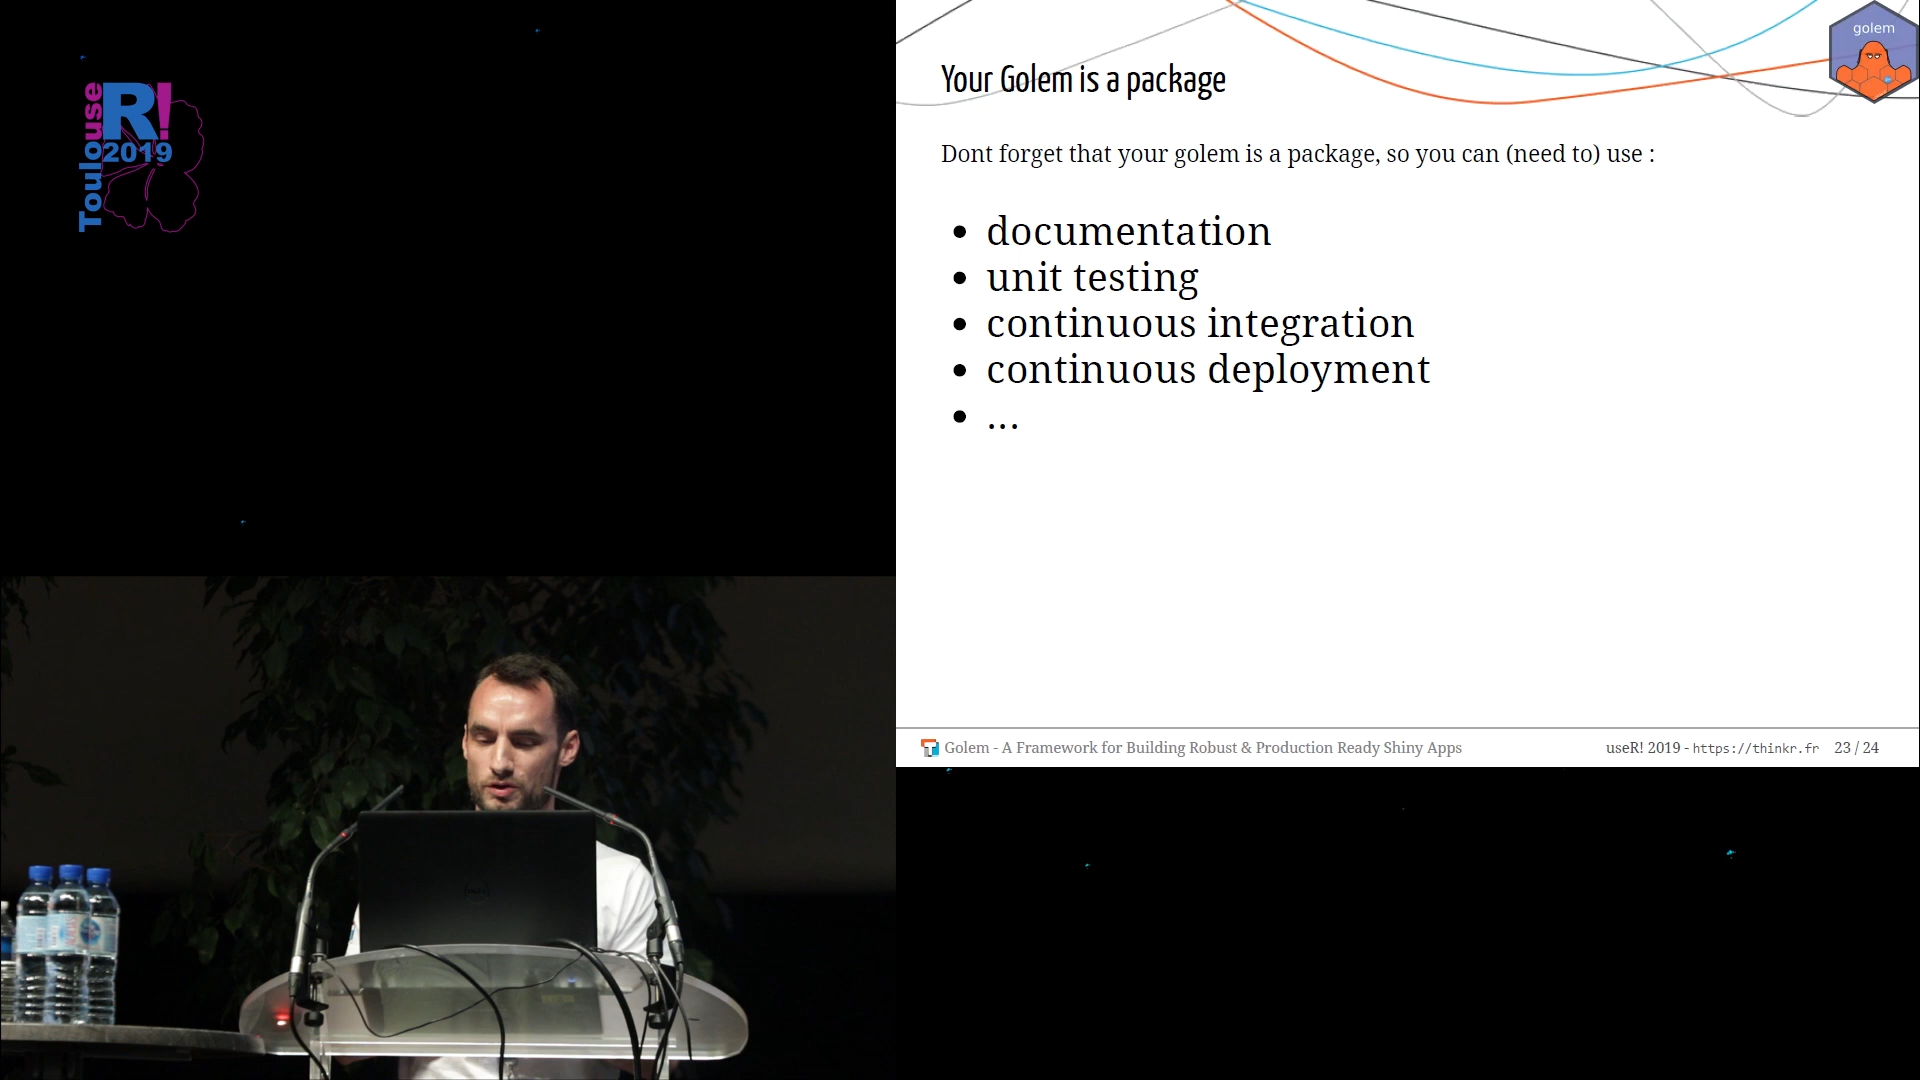 Toulouse
R!
2019
golem
Your Golem is a package
Dont forget that your golem is a package, so you can (need to) use :
• documentation
• unit testing
• continuous integration
• continuous deployment
• ...
Golem - A Framework for Building Robust & Production Ready Shiny Apps
useR! 2019 - https://thinkr.fr 23 / 24